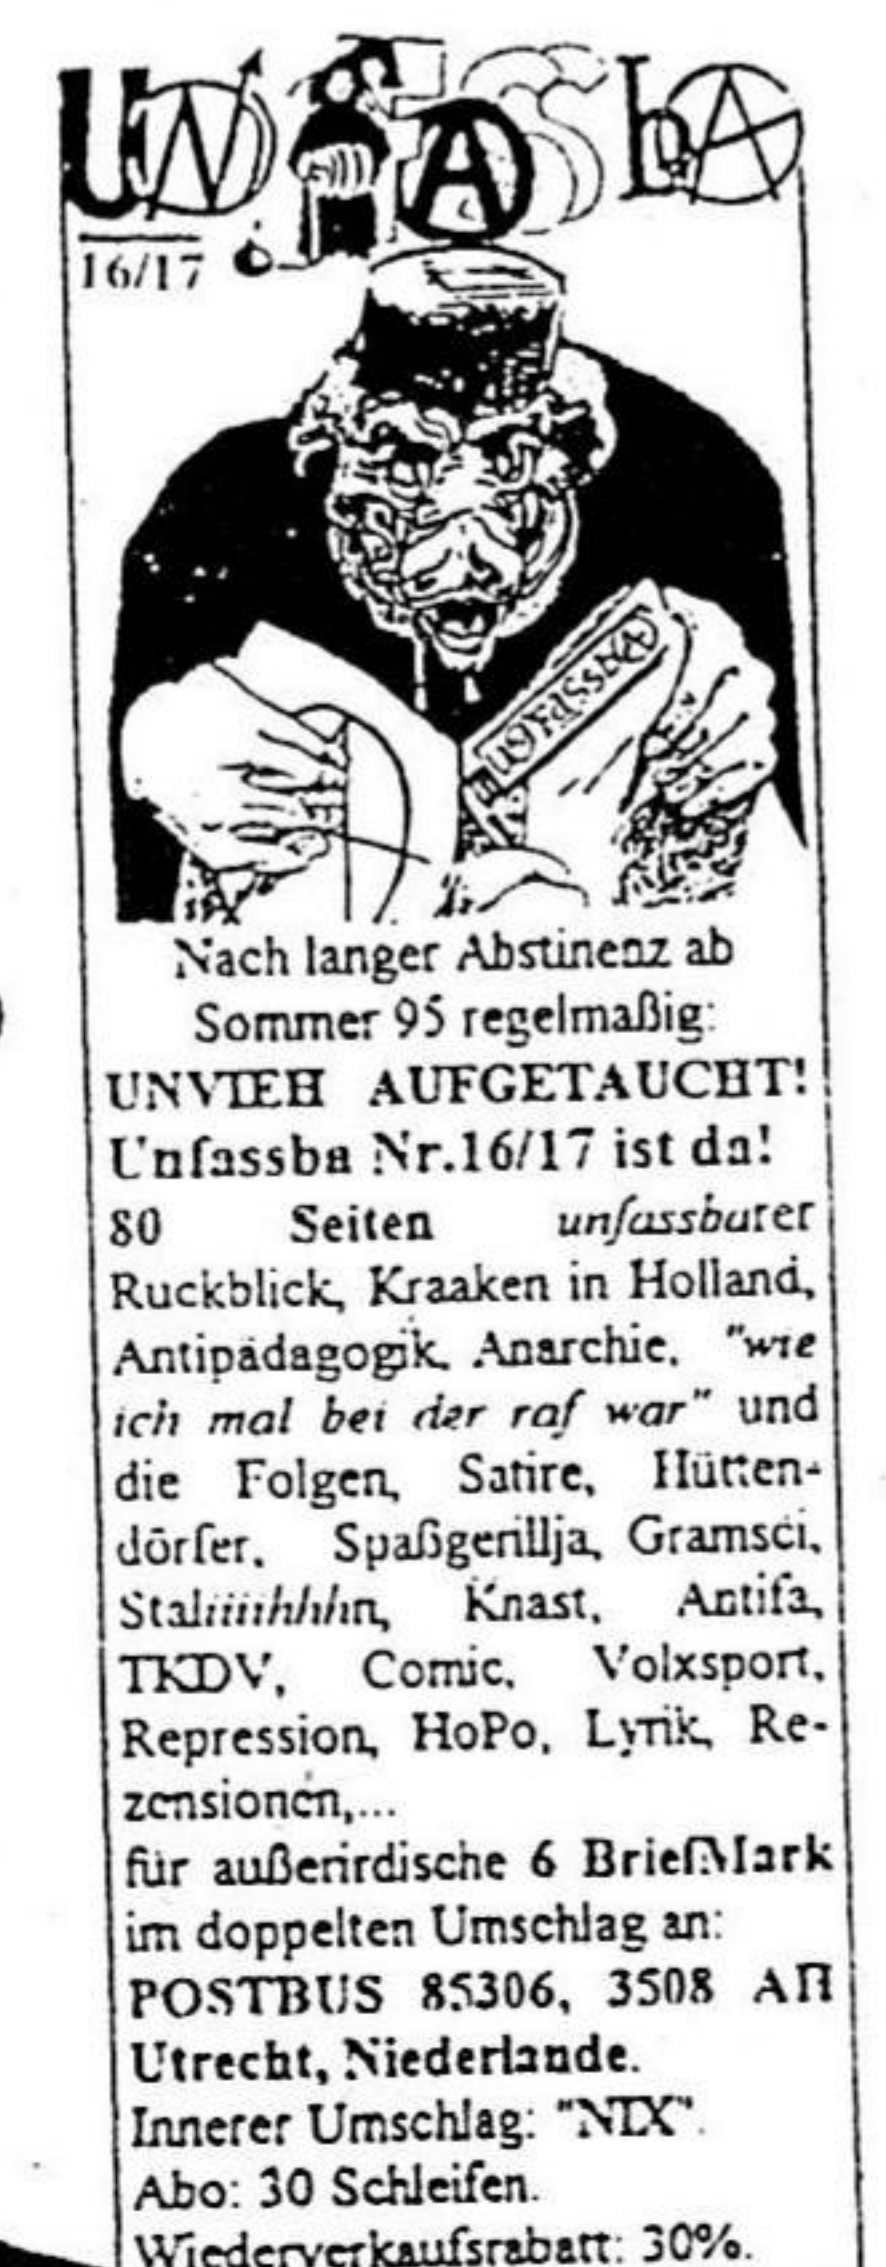 UNFASSbA
16/17
UNFASSbA
Nach langer Abstinenz ab
Sommer 95 regelmaßig:
UNVIEH AUFGETAUCHT!
Unfassba Nr.16/17 ist da!
80 Seiten unfassbarer
Ruckblick, Kraaken in Holland,
Antipädagogik, Anarchie, "wie
ich mal bei der raf war" und
die Folgen, Satire, Hütten-
dörfer, Spaßgerillja, Gramsci,
Staliiiiihhhn, Knast, Antifa,
TKDV, Comic, Volxsport,
Repression, HoPo, Lyrik, Re-
zensionen,...
für außerirdische 6 BriefMark
im doppelten Umschlag an:
POSTBUS 85306, 3508 AH
Utrecht, Niederlande.
Innerer Umschlag: "NIX".
Abo: 30 Schleifen.
Wiederverkaufsrabatt: 30%.